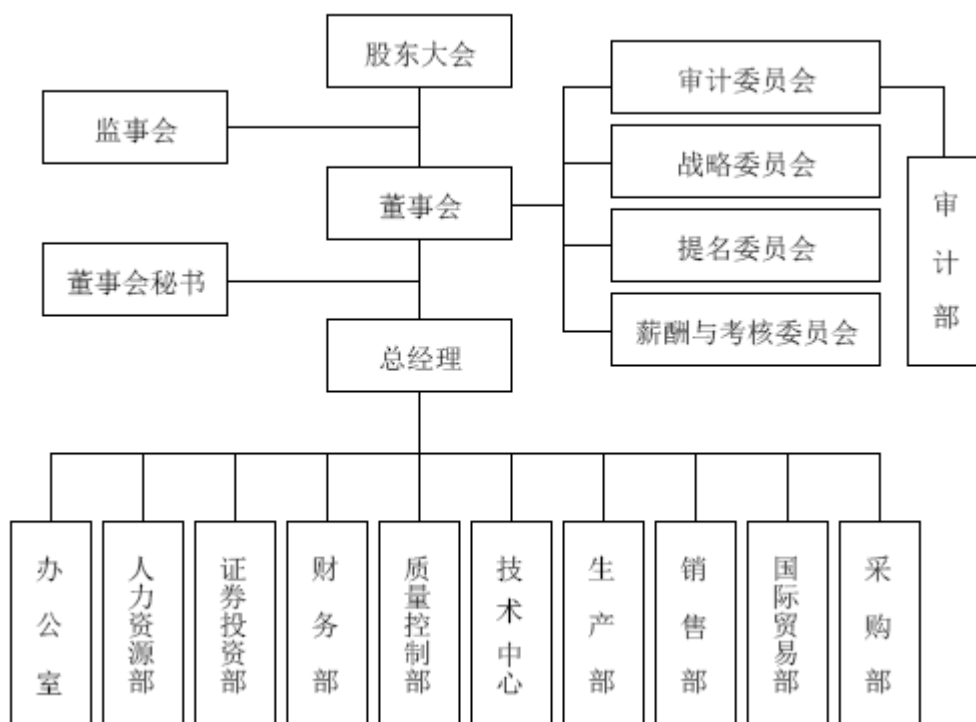 股东大会
审计委员会
监事会
战略委员会
董事会
审计部
提名委员会
董事会秘书
薪酬与考核委员会
总经理
办公室
人力资源部
证券投资部
财务部
质量控制部
技术中心
生产部
销售部
国际贸易部
采购部